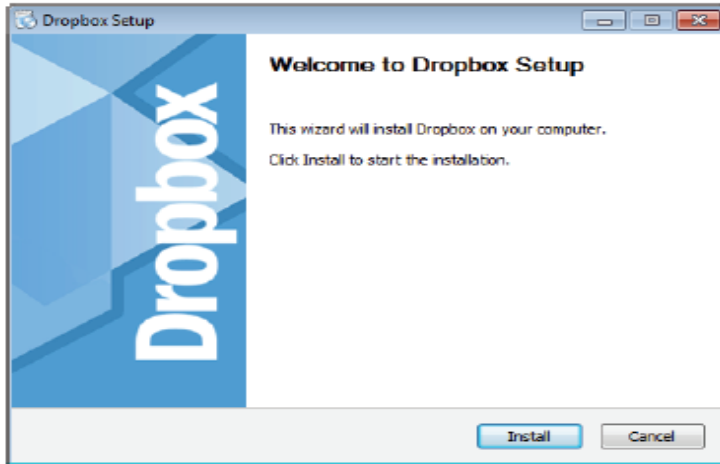 Dropbox Setup
Dropbox
Welcome to Dropbox Setup
This wizard will install Dropbox on your computer.
Click Install to start the installation.
Install
Cancel